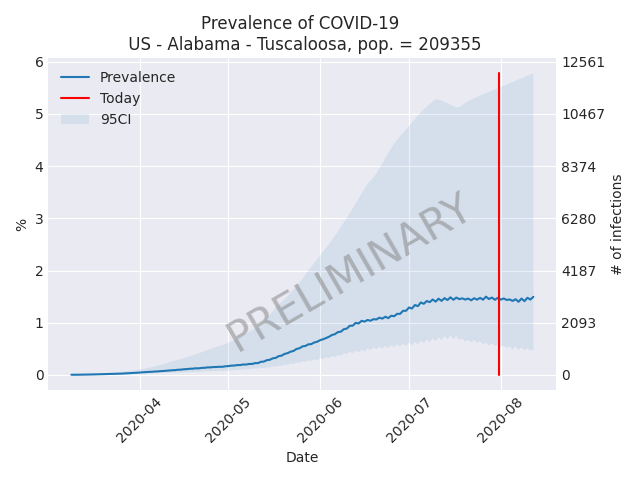 Prevalence of COVID-19
US - Alabama - Tuscaloosa, pop. = 209355
6
5
4
3
2
1
0
%
12561
10467
8374
6280
4187
2093
0
# of infections
Prevalence
Today
95CI
PRELIMINARY
2020-04
2020-05
2020-06
2020-07
2020-08
Date